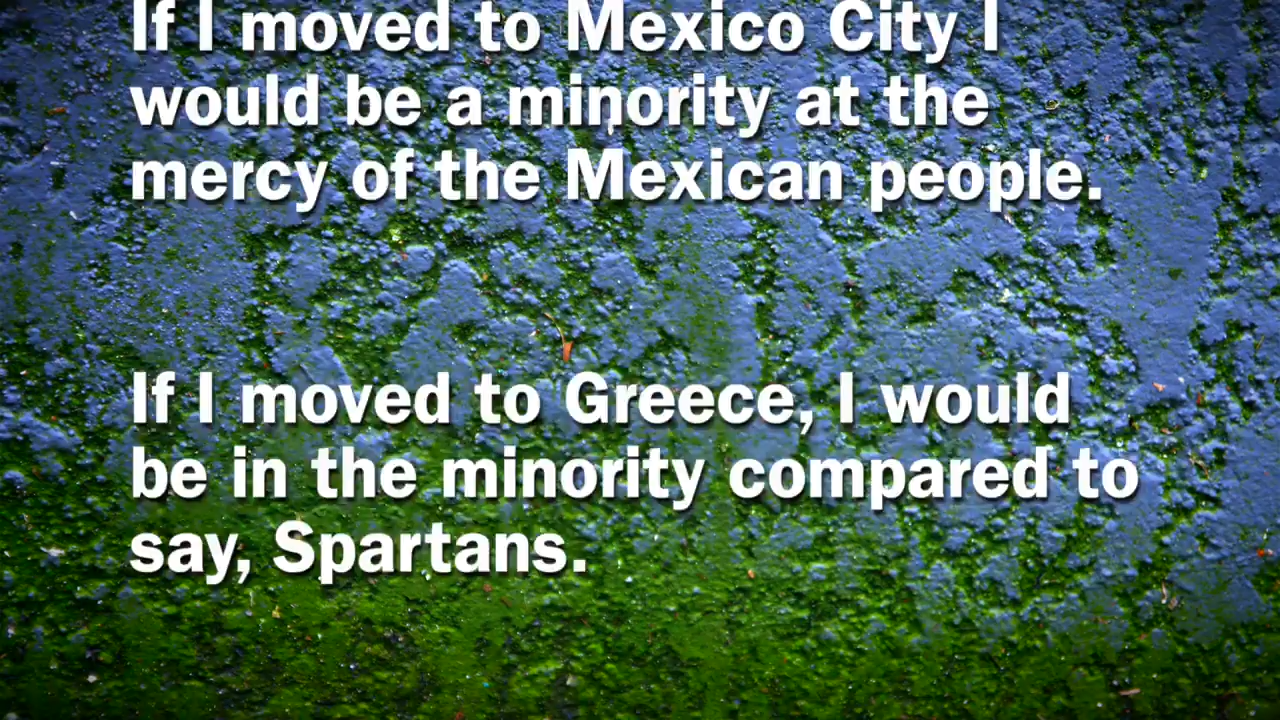 If I moved to Mexico City I
would be a minority at the
mercy of the Mexican people.
If I moved to Greece, I would
be in the minority compared to
say, Spartans.